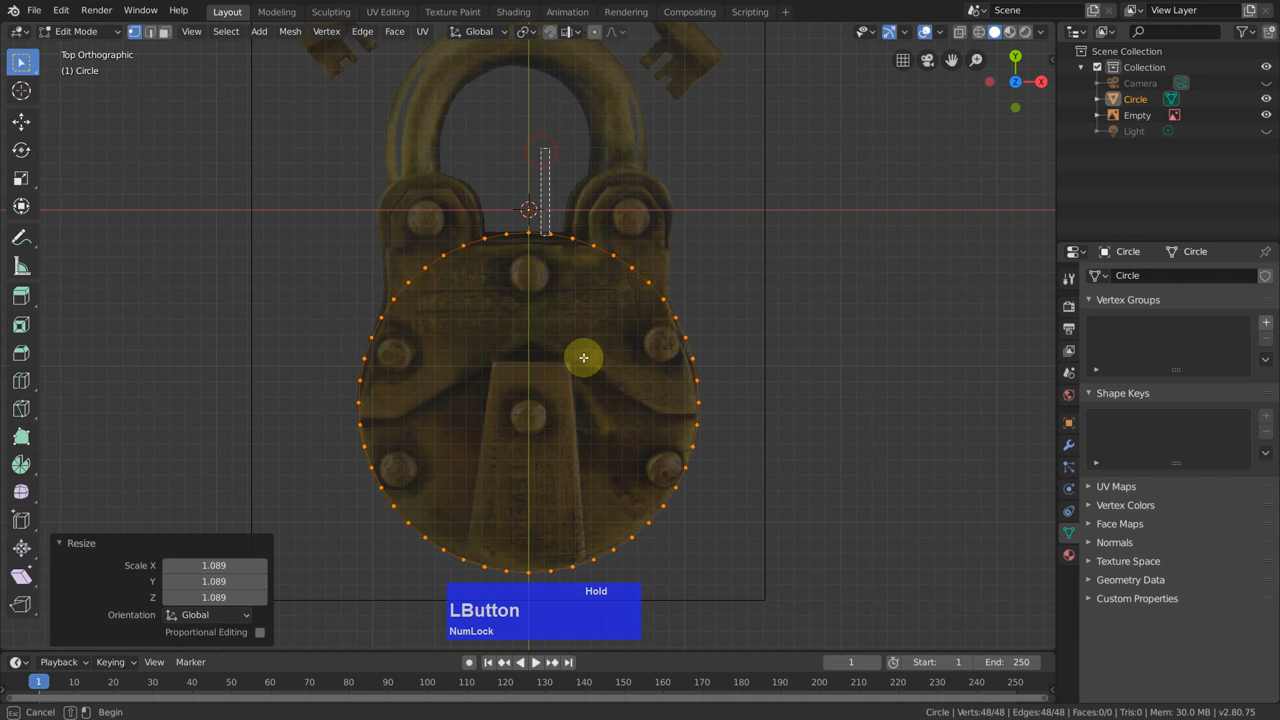 File Edit Render Window Help Layout Modeling Sculpting UV Editing Texture Paint Shading Animation Rendering Compositing Scripting + Scene View Layer
Edit Mode View Select Add Mesh Vertex Edge Face UV Global
Top Orthographic
(1) Circle
Y
Z
X
Scene Collection
Collection
Camera
Circle
Empty
Light
Circle Circle
Circle
Vertex Groups
Shape Keys
UV Maps
Vertex Colors
Face Maps
Normals
Texture Space
Geometry Data
Custom Properties
Resize
Scale X 1.089
Y 1.089
Z 1.089
Orientation Global
Proportional Editing
Hold
LButton
NumLock
Playback Keying View Marker 1 Start: 1 End: 250
1 10 20 30 40 50 60 70 80 90 100 110 120 130 140 150 160 170 180 190 200 210 220 230 240 250
Cancel Begin Circle | Verts:48/48 | Edges:48/48 | Faces:0/0 | Tris:0 | Mem: 30.0 MB | v2.80.75